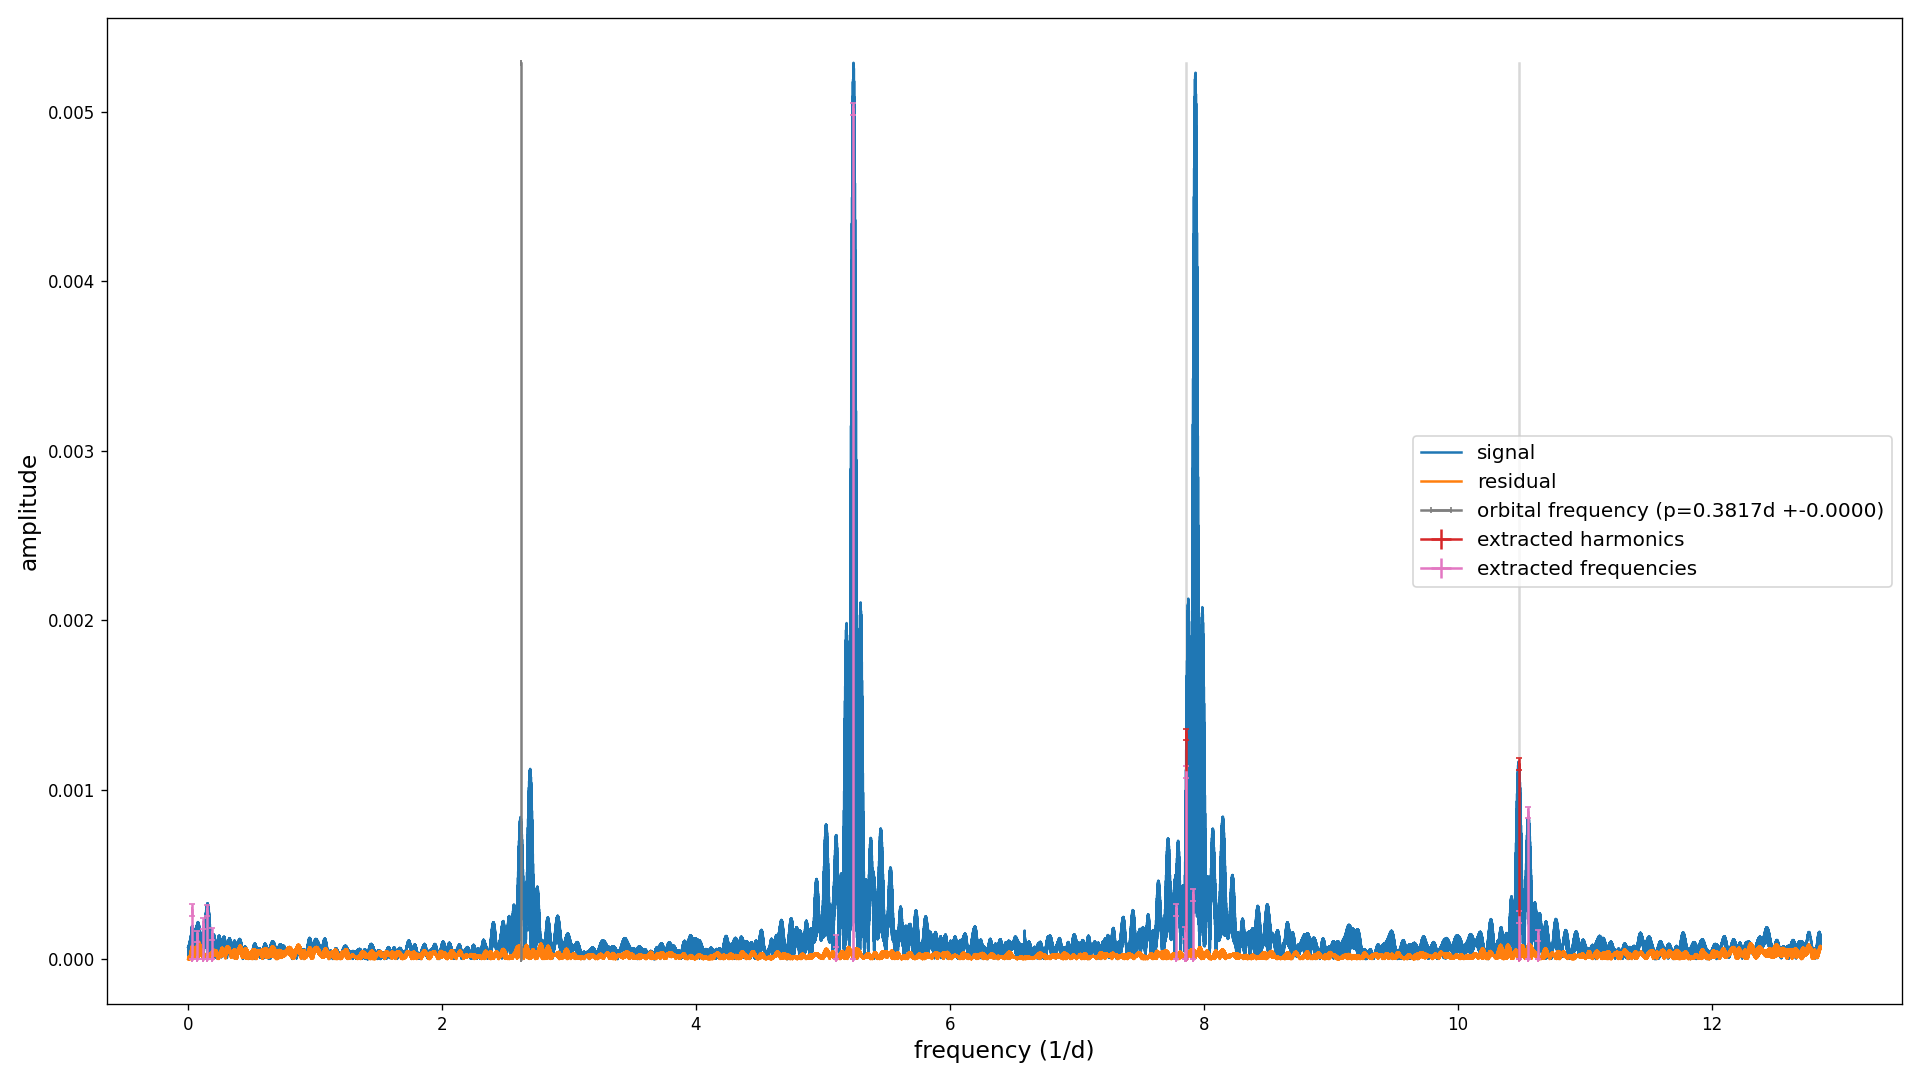 0.005
0.004
0.003
0.002
0.001
0.000
amplitude
0 2 4 6 8 10 12
frequency (1/d)
signal
residual
orbital frequency (p=0.3817d +-0.0000)
extracted harmonics
extracted frequencies